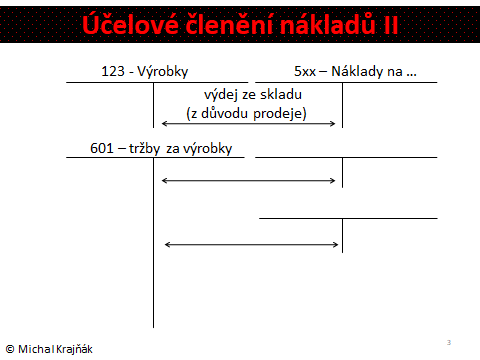 Účelové členění nákladů II
123 - Výrobky
5xx – Náklady na ...
výdej ze skladu
(z důvodu prodeje)
601 – tržby za výrobky
3
© Michal Krajňák